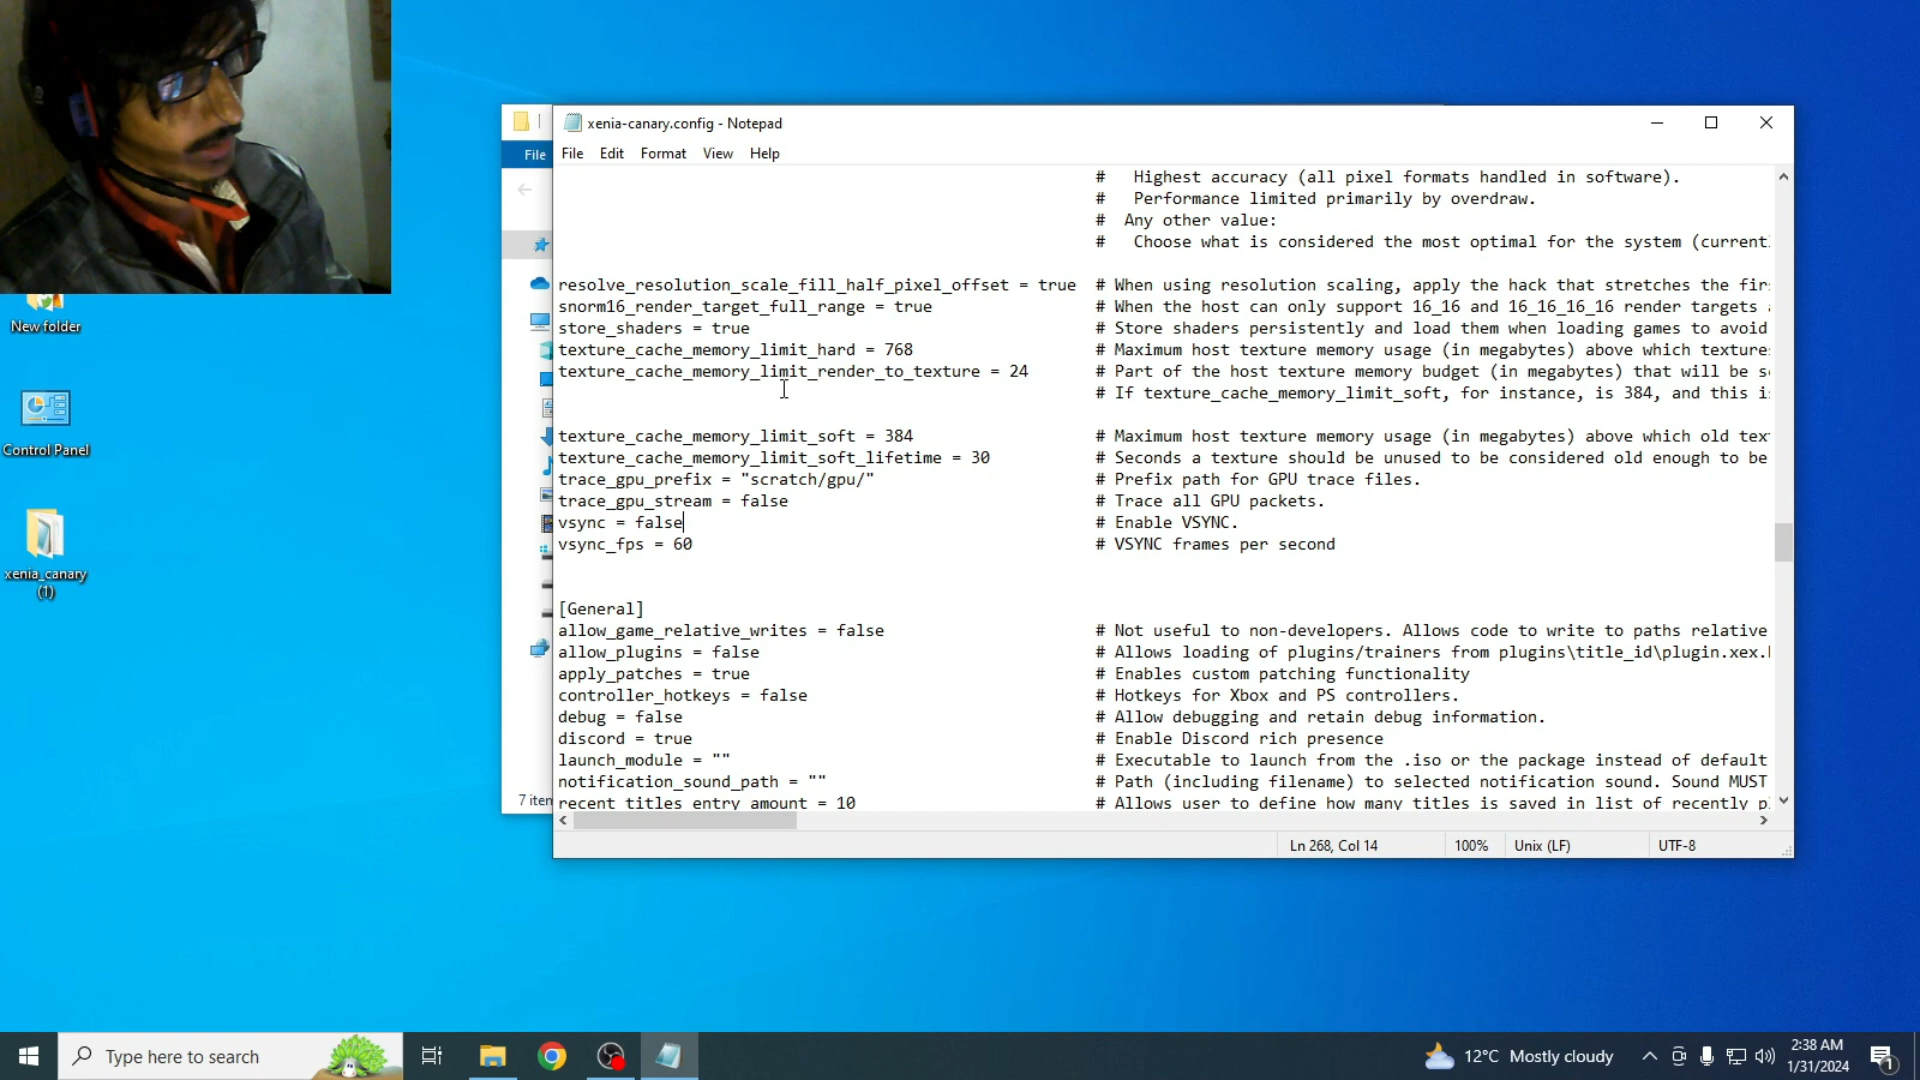 xenia-canary.config - Notepad
File
File Edit Format View Help
# Highest accuracy (all pixel formats handled in software).
# Performance limited primarily by overdraw.
# Any other value:
# Choose what is considered the most optimal for the system (current
resolve_resolution_scale_fill_half_pixel_offset = true # When using resolution scaling, apply the hack that stretches the fir
snorm16_render_target_full_range = true # When the host can only support 16_16 and 16_16_16_16 render targets
store_shaders = true # Store shaders persistently and load them when loading games to avoid
texture_cache_memory_limit_hard = 768 # Maximum host texture memory usage (in megabytes) above which texture
texture_cache_memory_limit_render_to_texture = 24 # Part of the host texture memory budget (in megabytes) that will be s
# If texture_cache_memory_limit_soft, for instance, is 384, and this i
texture_cache_memory_limit_soft = 384 # Maximum host texture memory usage (in megabytes) above which old tex
texture_cache_memory_limit_soft_lifetime = 30 # Seconds a texture should be unused to be considered old enough to be
trace_gpu_prefix = "scratch/gpu/" # Prefix path for GPU trace files.
trace_gpu_stream = false # Trace all GPU packets.
vsync = false # Enable VSYNC.
vsync_fps = 60 # VSYNC frames per second
[General]
allow_game_relative_writes = false # Not useful to non-developers. Allows code to write to paths relative
allow_plugins = false # Allows loading of plugins/trainers from plugins\title_id\plugin.xex.
apply_patches = true # Enables custom patching functionality
controller_hotkeys = false # Hotkeys for Xbox and PS controllers.
debug = false # Allow debugging and retain debug information.
discord = true # Enable Discord rich presence
launch_module = "" # Executable to launch from the .iso or the package instead of default
notification_sound_path = "" # Path (including filename) to selected notification sound. Sound MUST
recent_titles_entry_amount = 10 # Allows user to define how many titles is saved in list of recently p
7 iten
Ln 268, Col 14 100% Unix (LF) UTF-8
New folder
Control Panel
xenia_canary
(1)
Type here to search
12°C Mostly cloudy
2:38 AM
1/31/2024
1